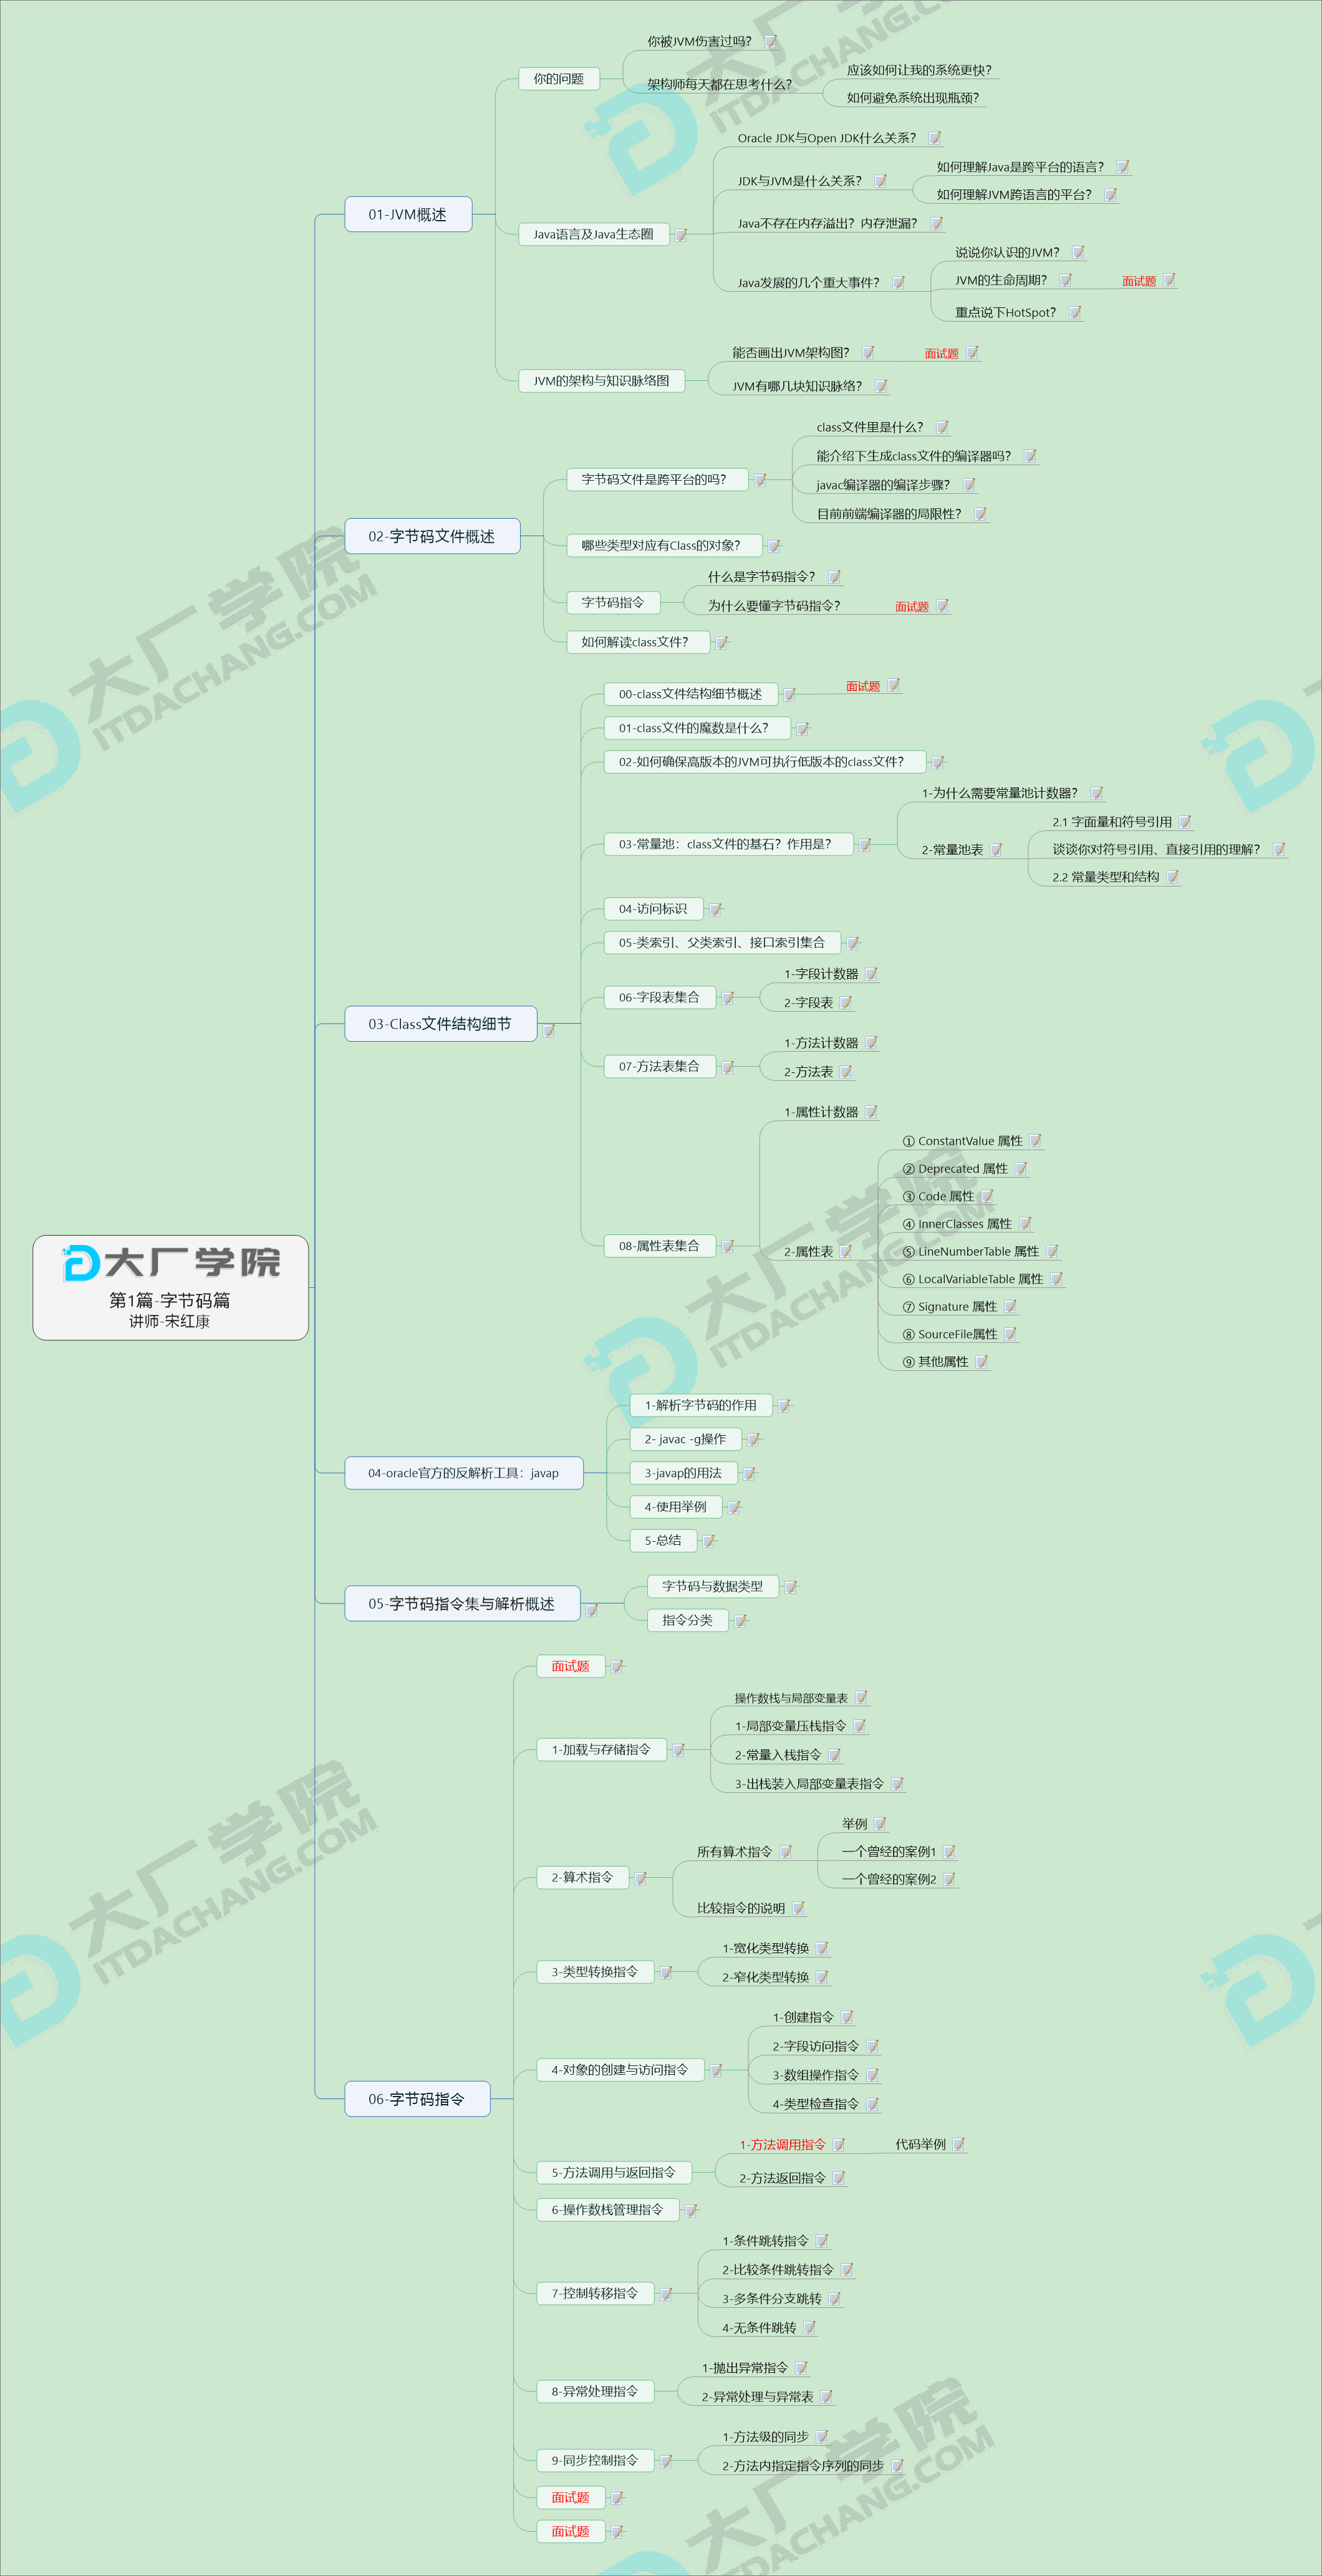 大厂学院
第1篇-字节码篇
讲师-宋红康
01-JVM概述
你的问题
你被JVM伤害过吗？
架构师每天都在思考什么？
应该如何让我的系统更快？
如何避免系统出现瓶颈？
Java语言及Java生态圈
Oracle JDK与Open JDK什么关系？
JDK与JVM是什么关系？
如何理解Java是跨平台的语言？
如何理解JVM跨语言的平台？
Java不存在内存溢出？内存泄漏？
Java发展的几个重大事件？
说说你认识的JVM？
JVM的生命周期？
面试题
重点说下HotSpot？
JVM的架构与知识脉络图
能否画出JVM架构图？
面试题
JVM有哪几块知识脉络？
02-字节码文件概述
字节码文件是跨平台的吗？
class文件里是什么？
能介绍下生成class文件的编译器吗？
javac编译器的编译步骤？
目前前端编译器的局限性？
哪些类型对应有Class的对象？
字节码指令
什么是字节码指令？
为什么要懂字节码指令？
面试题
如何解读class文件？
03-Class文件结构细节
00-class文件结构细节概述
面试题
01-class文件的魔数是什么？
02-如何确保高版本的JVM可执行低版本的class文件？
03-常量池：class文件的基石？作用是？
1-为什么需要常量池计数器？
2-常量池表
2.1 字面量和符号引用
谈谈你对符号引用、直接引用的理解？
2.2 常量类型和结构
04-访问标识
05-类索引、父类索引、接口索引集合
06-字段表集合
1-字段计数器
2-字段表
07-方法表集合
1-方法计数器
2-方法表
08-属性表集合
1-属性计数器
2-属性表
① ConstantValue 属性
② Deprecated 属性
③ Code 属性
④ InnerClasses 属性
⑤ LineNumberTable 属性
⑥ LocalVariableTable 属性
⑦ Signature 属性
⑧ SourceFile属性
⑨ 其他属性
04-oracle官方的反解析工具：javap
1-解析字节码的作用
2- javac -g操作
3-javap的用法
4-使用举例
5-总结
05-字节码指令集与解析概述
字节码与数据类型
指令分类
06-字节码指令
面试题
1-加载与存储指令
操作数栈与局部变量表
1-局部变量压栈指令
2-常量入栈指令
3-出栈装入局部变量表指令
2-算术指令
所有算术指令
举例
一个曾经的案例1
一个曾经的案例2
比较指令的说明
3-类型转换指令
1-宽化类型转换
2-窄化类型转换
4-对象的创建与访问指令
1-创建指令
2-字段访问指令
3-数组操作指令
4-类型检查指令
5-方法调用与返回指令
1-方法调用指令
代码举例
2-方法返回指令
6-操作数栈管理指令
7-控制转移指令
1-条件跳转指令
2-比较条件跳转指令
3-多条件分支跳转
4-无条件跳转
8-异常处理指令
1-抛出异常指令
2-异常处理与异常表
9-同步控制指令
1-方法级的同步
2-方法内指定指令序列的同步
面试题
面试题
大厂学院
ITDACHANG.COM
大厂学院
ITDACHANG.COM
大厂学院
ITDACHANG.COM
大厂学院
ITDACHANG.COM
大厂学院
ITDACHANG.COM